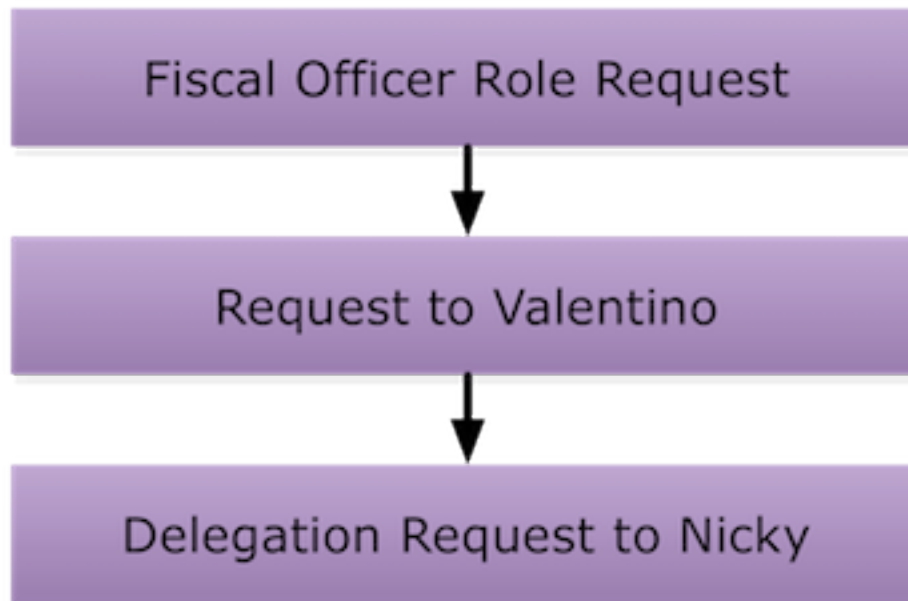 Fiscal Officer Role Request
Request to Valentino
Delegation Request to Nicky